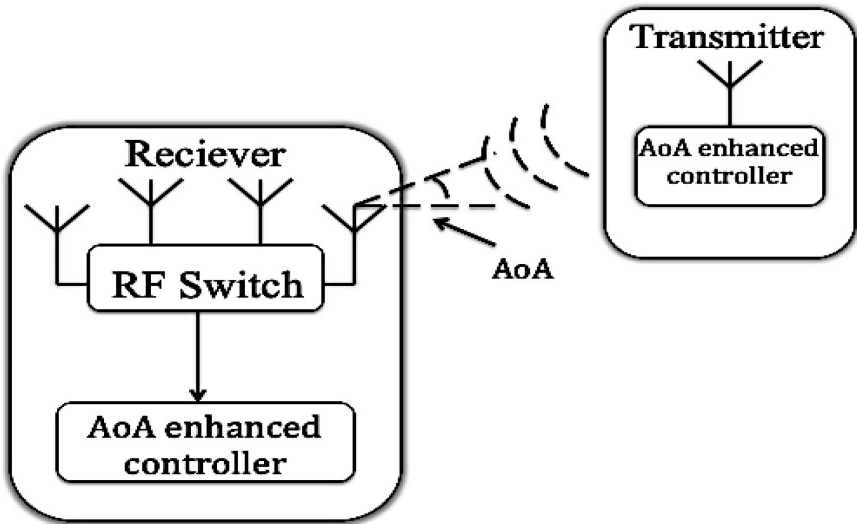 Transmitter
AoA enhanced
controller
Reciever
RF Switch
AoA
AoA enhanced
controller